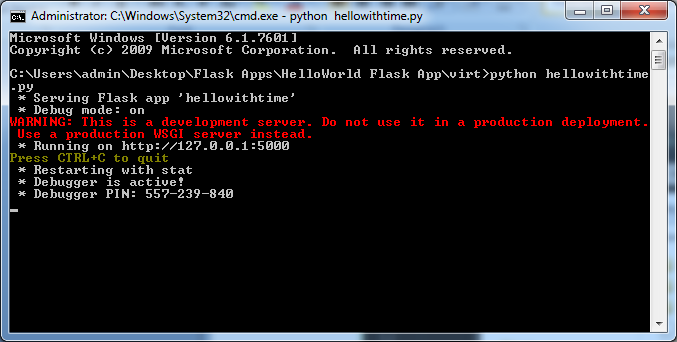 Administrator: C:\Windows\System32\cmd.exe - python  hellowithtime.py
Microsoft Windows [Version 6.1.7601]
Copyright (c) 2009 Microsoft Corporation.  All rights reserved.
C:\Users\admin\Desktop\Flask Apps\HelloWorld Flask App\virt>python hellowithtime
.py
 * Serving Flask app 'hellowithtime'
 * Debug mode: on
WARNING: This is a development server. Do not use it in a production deployment.
 Use a production WSGI server instead.
 * Running on http://127.0.0.1:5000
Press CTRL+C to quit
 * Restarting with stat
 * Debugger is active!
 * Debugger PIN: 557-239-840